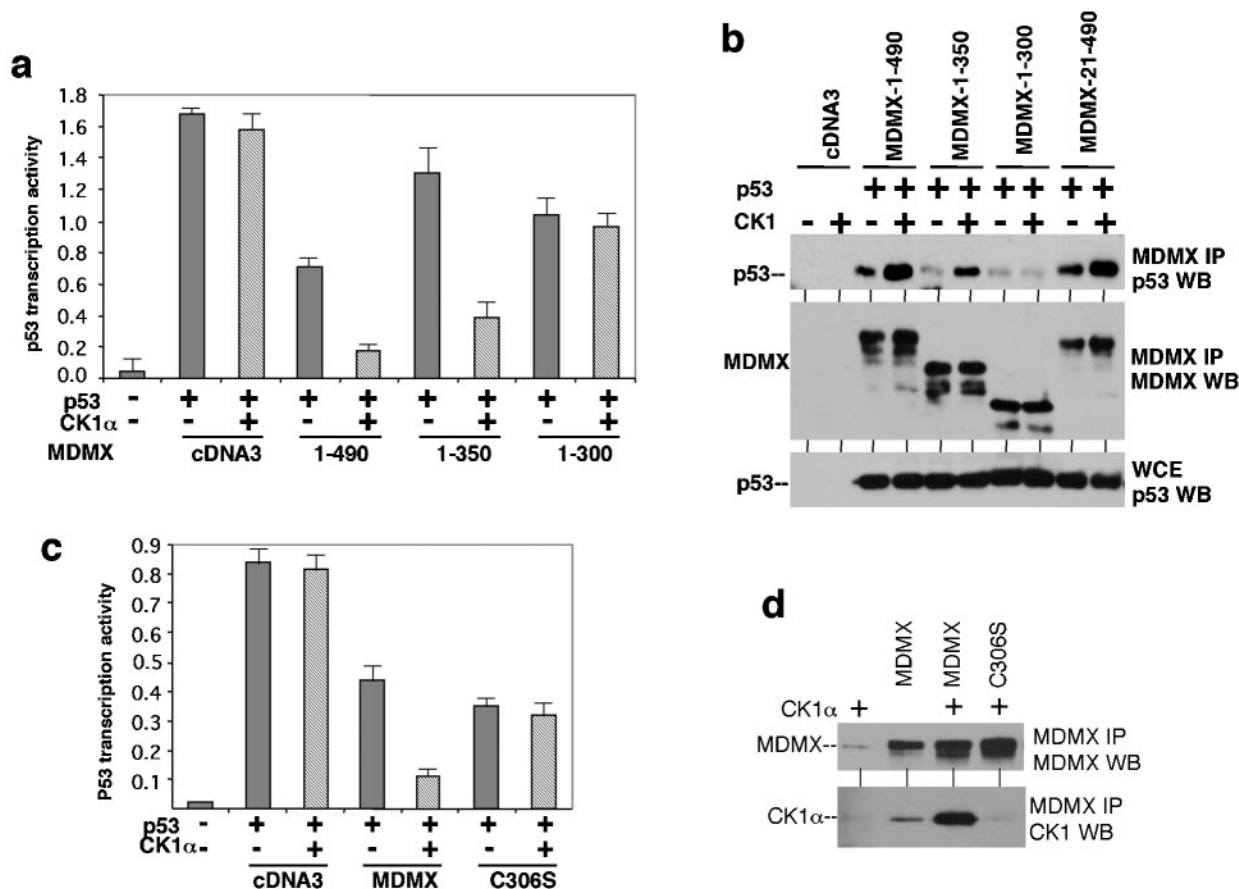 a
p53 transcription activity
1.8
1.6
1.4
1.2
1.0
0.8
0.6
0.4
0.2
0.0
- + + + + + + + p53
- - + - + - + - + CK1α
MDMX cDNA3 1-490 1-350 1-300
b
cDNA3
MDMX-1-490
MDMX-1-350
MDMX-1-300
MDMX-21-490
p53 + + + + + + + +
CK1 - + - + - + - + - +
p53-- MDMX IP
p53 WB
MDMX MDMX IP
MDMX WB
p53-- WCE
p53 WB
c
P53 transcription activity
0.9
0.8
0.7
0.6
0.5
0.4
0.3
0.2
0.1
p53 - + + + + + +
CK1α - - + - + - +
cDNA3 MDMX C306S
d
MDMX
MDMX
C306S
CK1α + + +
MDMX-- MDMX IP
MDMX WB
CK1α-- MDMX IP
CK1 WB